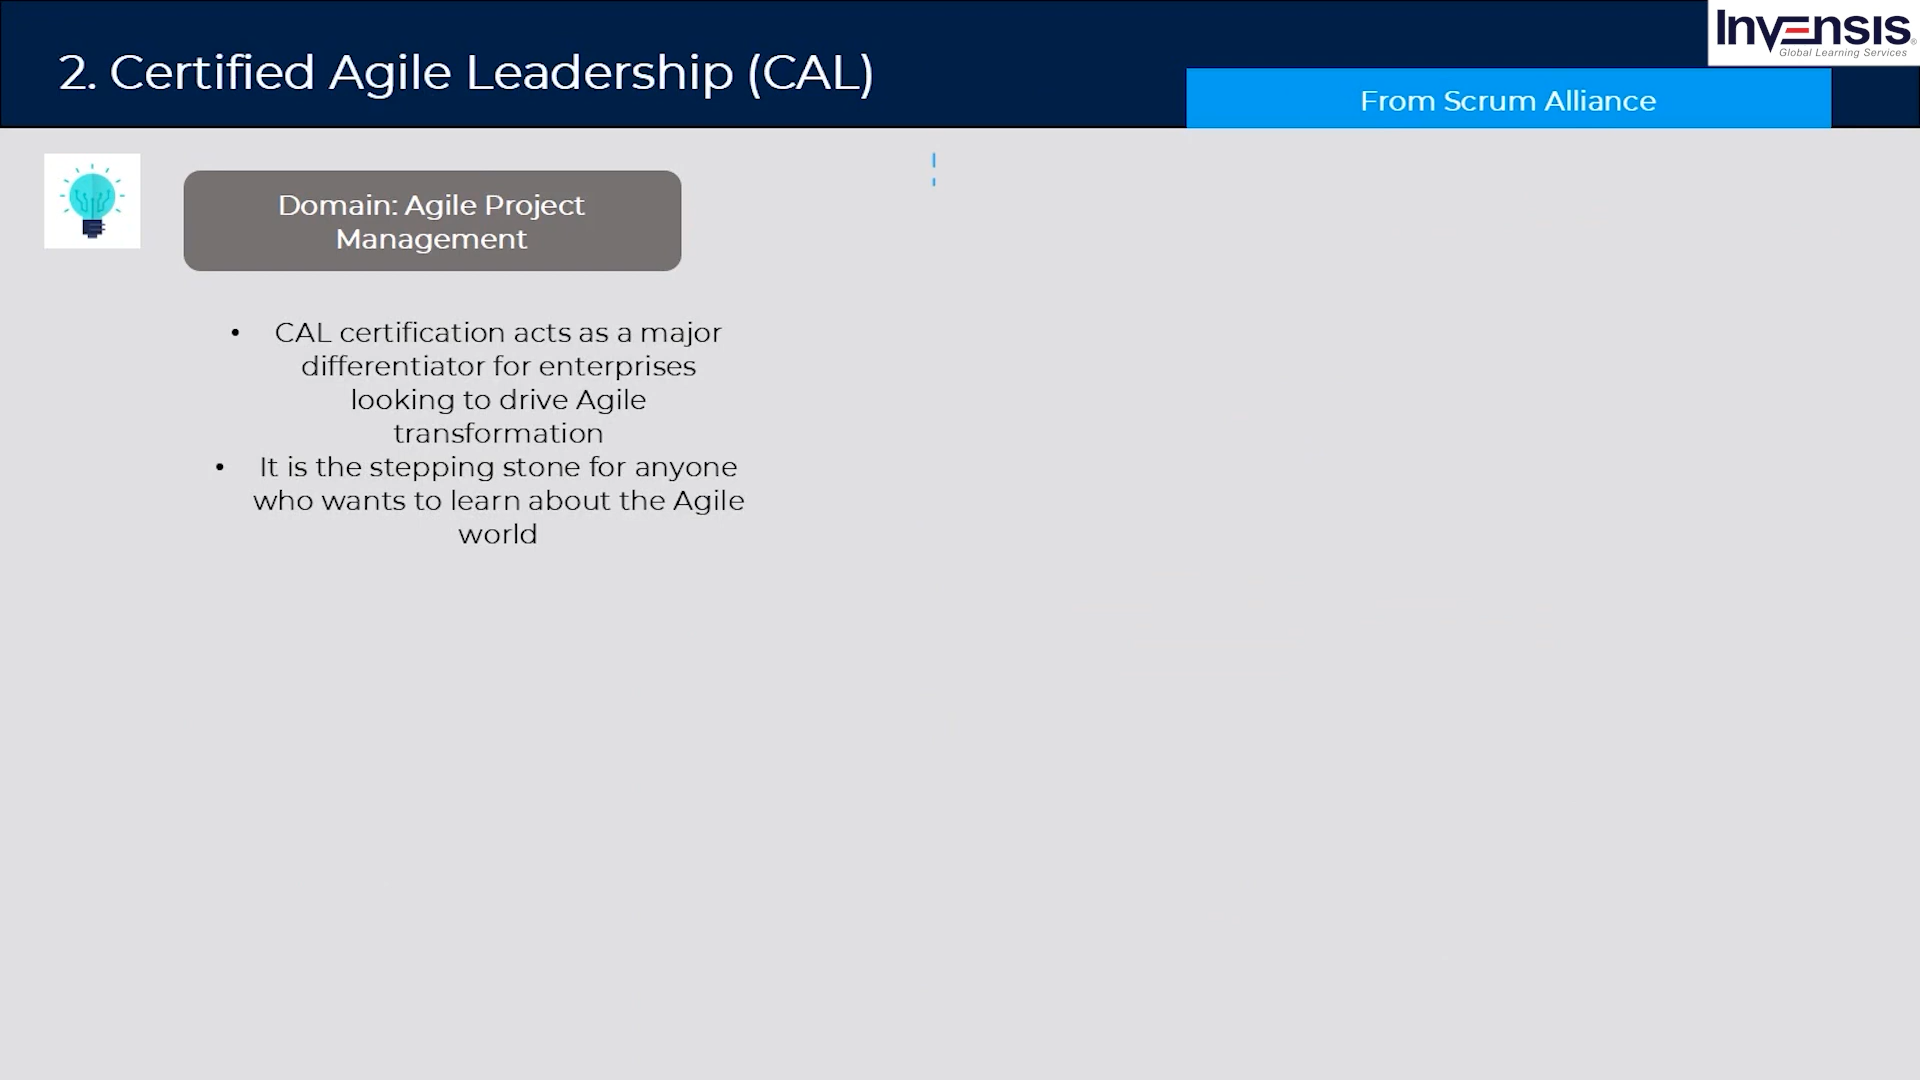 Invensis
Global Learning Services
2. Certified Agile Leadership (CAL)
From Scrum Alliance
Domain: Agile Project
Management
• CAL certification acts as a major
differentiator for enterprises
looking to drive Agile
transformation
• It is the stepping stone for anyone
who wants to learn about the Agile
world